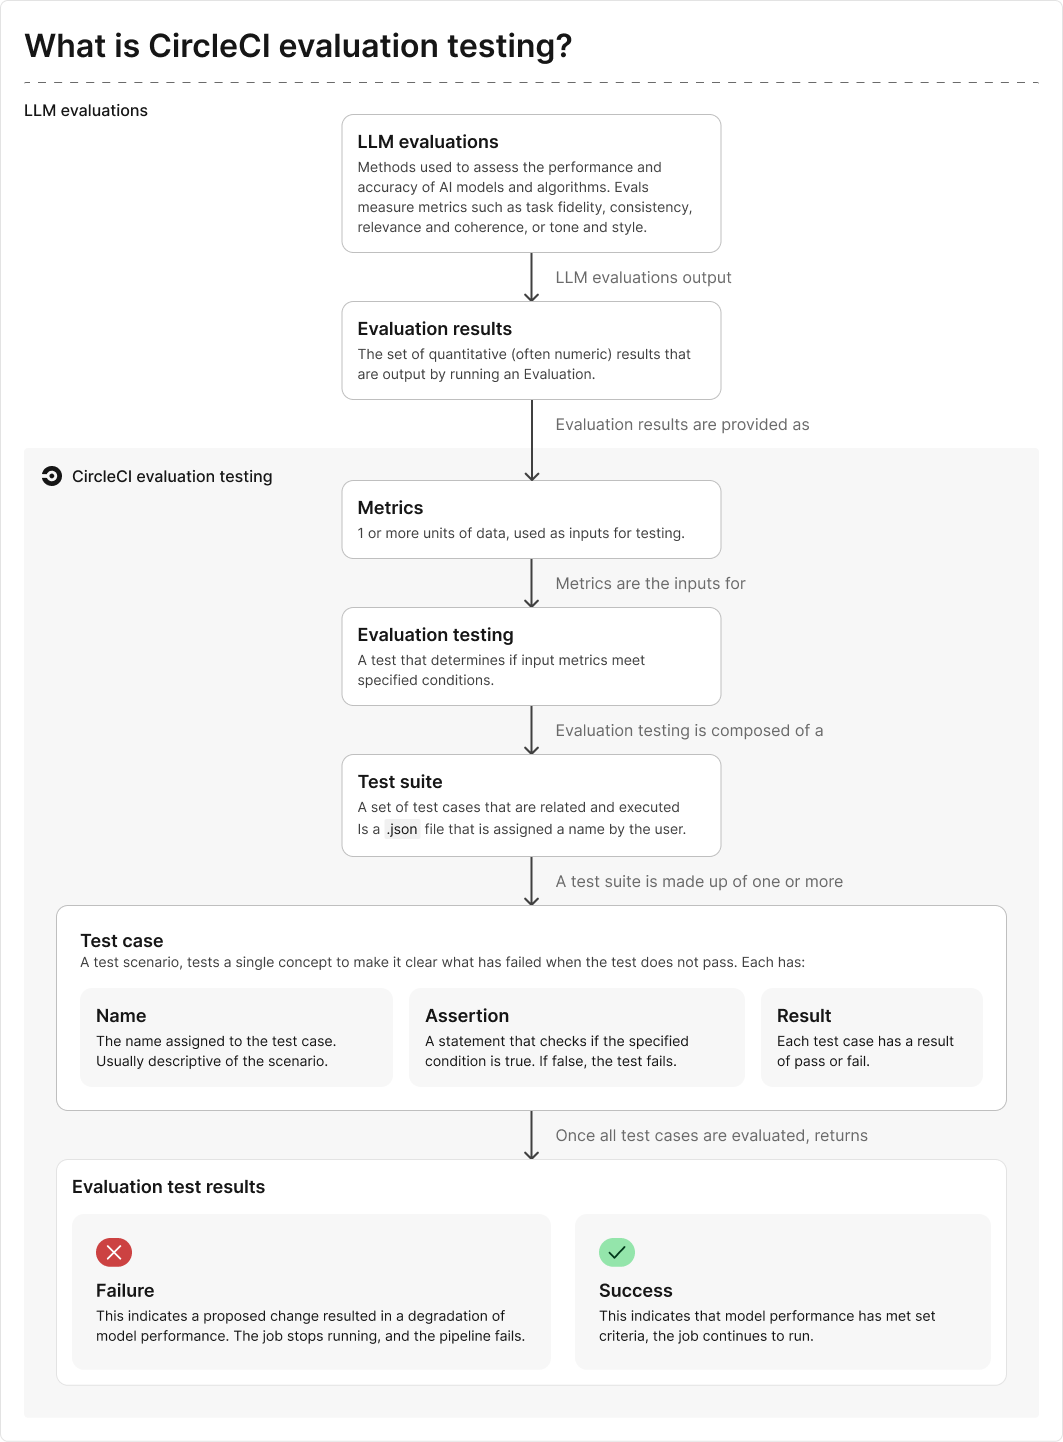 What is CircleCI evaluation testing?
LLM evaluations
LLM evaluations
Methods used to assess the performance and
accuracy of AI models and algorithms. Evals
measure metrics such as task fidelity, consistency,
relevance and coherence, or tone and style.
LLM evaluations output
Evaluation results
The set of quantitative (often numeric) results that
are output by running an Evaluation.
Evaluation results are provided as
CircleCI evaluation testing
Metrics
1 or more units of data, used as inputs for testing.
Metrics are the inputs for
Evaluation testing
A test that determines if input metrics meet
specified conditions.
Evaluation testing is composed of a
Test suite
A set of test cases that are related and executed
Is a .json file that is assigned a name by the user.
A test suite is made up of one or more
Test case
A test scenario, tests a single concept to make it clear what has failed when the test does not pass. Each has:
Name
The name assigned to the test case.
Usually descriptive of the scenario.
Assertion
A statement that checks if the specified
condition is true. If false, the test fails.
Result
Each test case has a result
of pass or fail.
Once all test cases are evaluated, returns
Evaluation test results
Failure
This indicates a proposed change resulted in a degradation of
model performance. The job stops running, and the pipeline fails.
Success
This indicates that model performance has met set
criteria, the job continues to run.